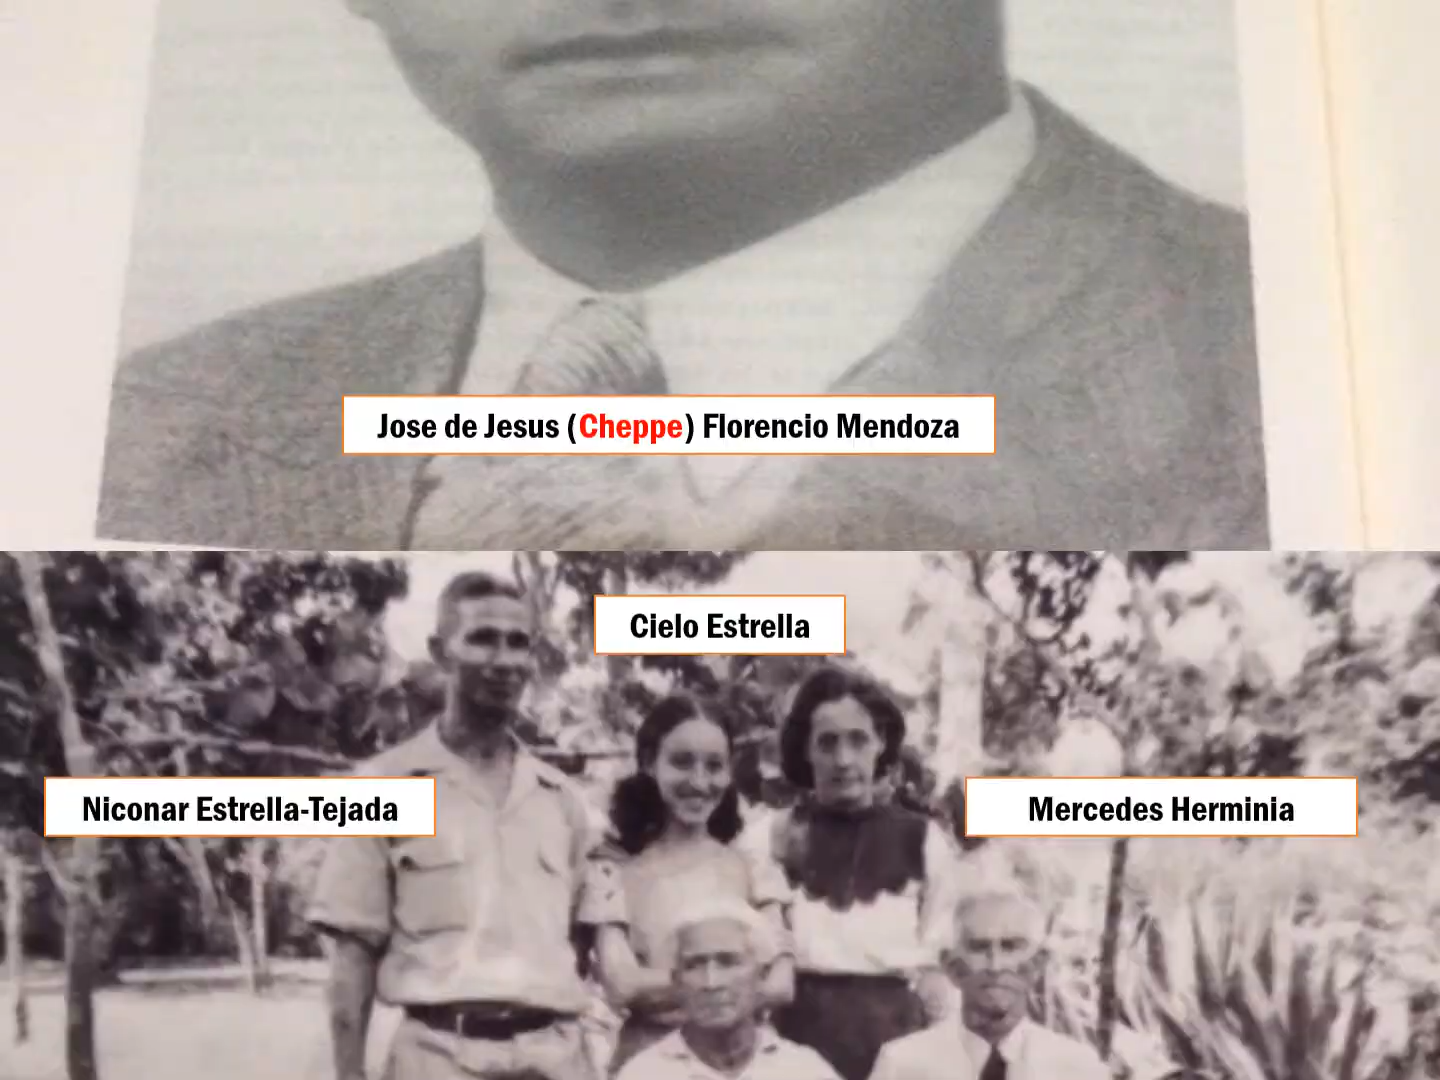 Jose de Jesus (Cheppe) Florencio Mendoza
Cielo Estrella
Niconar Estrella-Tejada
Mercedes Herminia